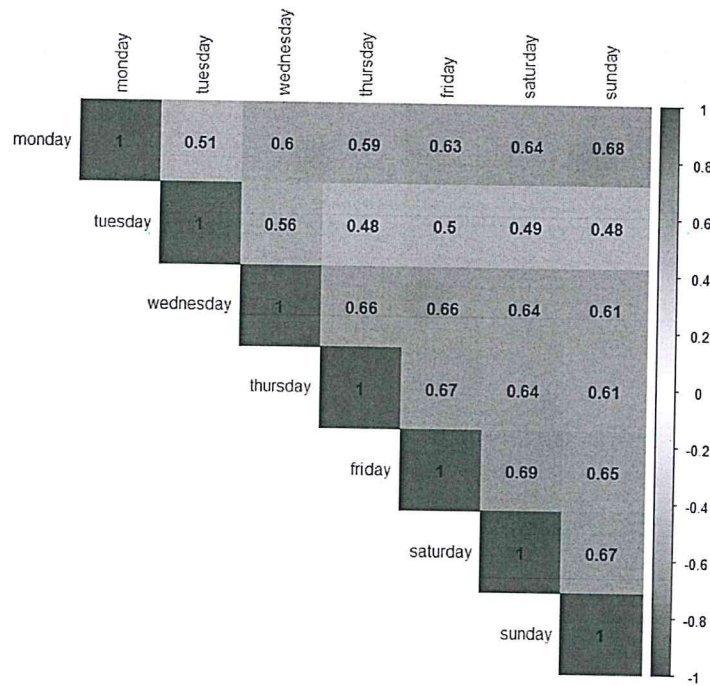 monday tuesday wednesday thursday friday saturday sunday
monday 1 0.51 0.6 0.59 0.63 0.64 0.68
tuesday 1 0.56 0.48 0.5 0.49 0.48
wednesday 1 0.66 0.66 0.64 0.61
thursday 1 0.67 0.64 0.61
friday 1 0.69 0.65
saturday 1 0.67
sunday 1
1
0.8
0.6
0.4
0.2
0
-0.2
-0.4
-0.6
-0.8
-1